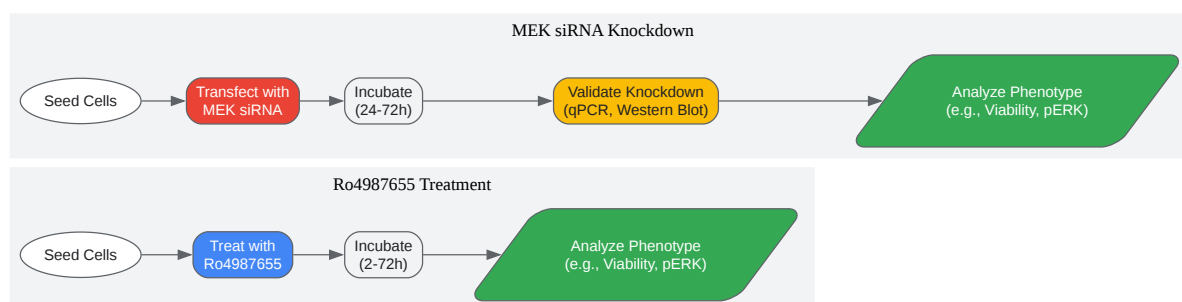 MEK siRNA Knockdown
Seed Cells
Transfect with
MEK siRNA
Incubate
(24-72h)
Validate Knockdown
(qPCR, Western Blot)
Analyze Phenotype
(e.g., Viability, pERK)
Ro4987655 Treatment
Seed Cells
Treat with
Ro4987655
Incubate
(2-72h)
Analyze Phenotype
(e.g., Viability, pERK)